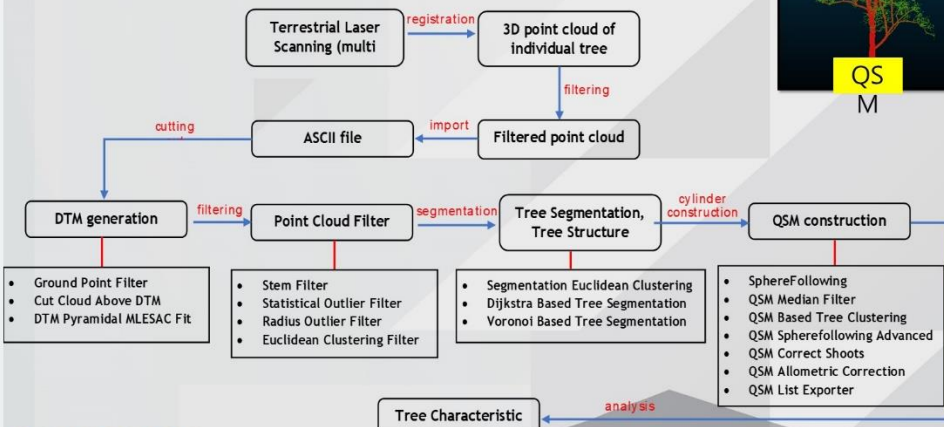 registration
Terrestrial Laser
Scanning (multi
3D point cloud of
individual tree
QS
M
filtering
cutting
ASCII file
import
Filtered point cloud
DTM generation
filtering
Point Cloud Filter
segmentation
Tree Segmentation,
Tree Structure
cylinder
construction
QSM construction
• Ground Point Filter
• Cut Cloud Above DTM
• DTM Pyramidal MLESAC Fit
• Stem Filter
• Statistical Outlier Filter
• Radius Outlier Filter
• Euclidean Clustering Filter
• Segmentation Euclidean Clustering
• Dijkstra Based Tree Segmentation
• Voronoi Based Tree Segmentation
• SphereFollowing
• QSM Median Filter
• QSM Based Tree Clustering
• QSM Spherefollowing Advanced
• QSM Correct Shoots
• QSM Allometric Correction
• QSM List Exporter
Tree Characteristic
analysis